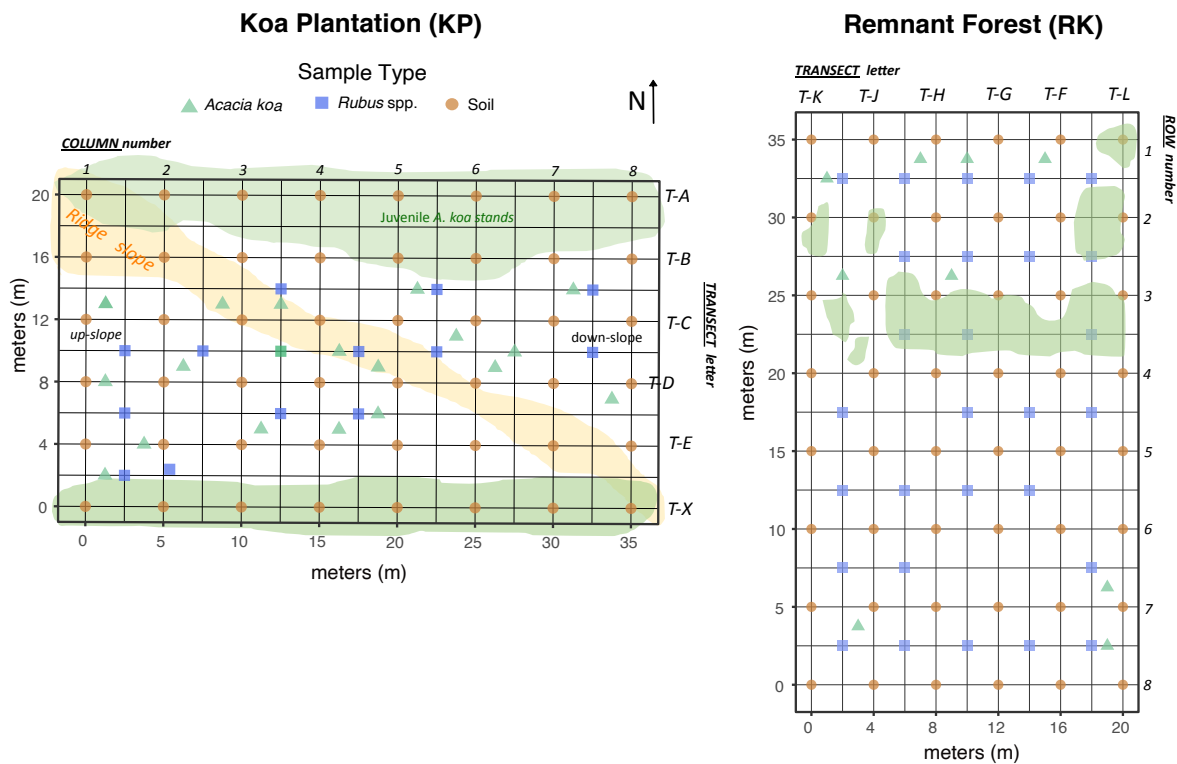 Koa Plantation (KP)
Sample Type
Acacia koa
Rubus spp.
Soil
N
COLUMN number
1 2 3 4 5 6 7 8
20
16
12
8
4
0
meters (m)
Ridge slope
Juvenile A. koa stands
up-slope
down-slope
T-A
T-B
T-C
T-D
T-E
T-X
TRANSECT letter
0 5 10 15 20 25 30 35
meters (m)
Remnant Forest (RK)
TRANSECT letter
T-K T-J T-H T-G T-F T-L
35
30
25
20
15
10
5
0
meters (m)
ROW number
1
2
3
4
5
6
7
8
0 4 8 12 16 20
meters (m)